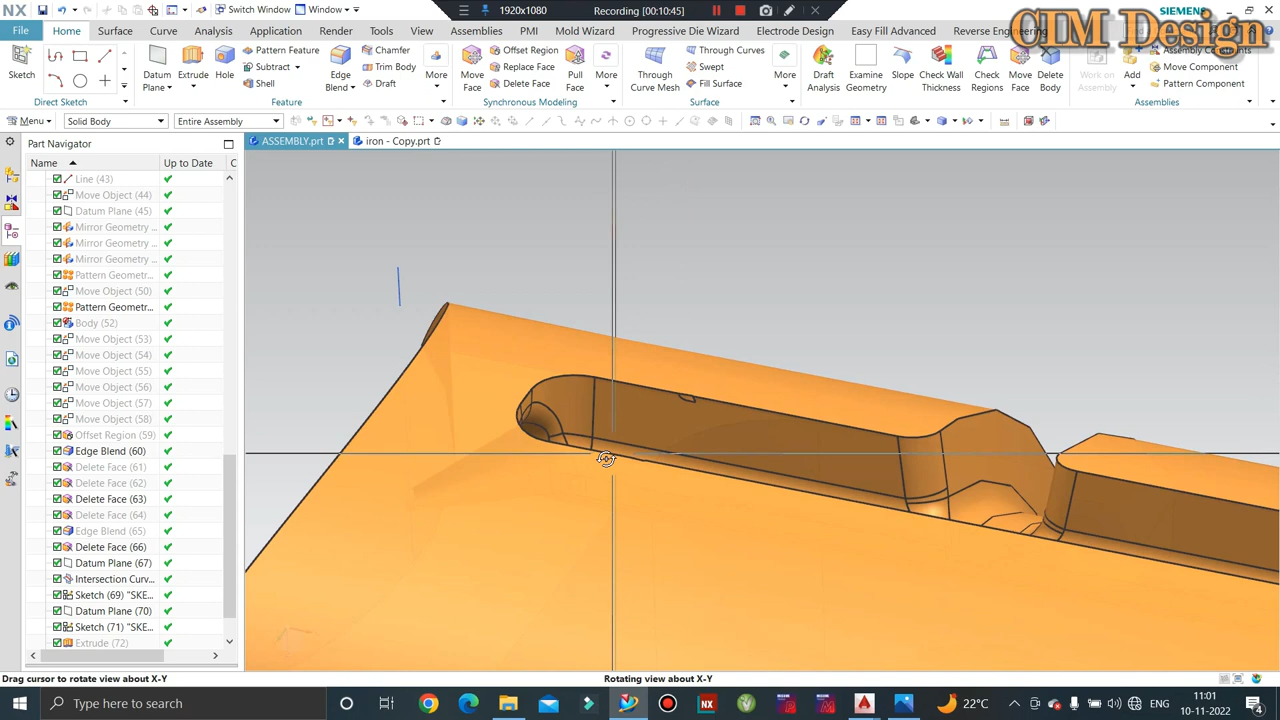 NX
Switch Window
Window
1920x1080
Recording [00:10:45]
SIEMENS
CIM Design
File
Home
Surface
Curve
Analysis
Application
Render
Tools
View
Assemblies
PMI
Mold Wizard
Progressive Die Wizard
Electrode Design
Easy Fill Advanced
Reverse Engineering
Sketch
Direct Sketch
Datum Plane
Extrude
Hole
Pattern Feature
Subtract
Shell
Edge Blend
Chamfer
Trim Body
Draft
More
Feature
Move Face
Offset Region
Replace Face
Delete Face
Pull Face
More
Synchronous Modeling
Through Curve Mesh
Through Curves
Swept
Fill Surface
More
Surface
Draft Analysis
Examine Geometry
Slope
Check Wall Thickness
Check Regions
Move Face
Delete Body
Work on Assembly
Add
Assembly Constraints
Move Component
Pattern Component
Assemblies
Menu
Solid Body
Entire Assembly
Part Navigator
ASSEMBLY.prt
iron - Copy.prt
Name
Up to Date
C
Line (43)
Move Object (44)
Datum Plane (45)
Mirror Geometry ...
Mirror Geometry ...
Mirror Geometry ...
Pattern Geometr...
Move Object (50)
Pattern Geometr...
Body (52)
Move Object (53)
Move Object (54)
Move Object (55)
Move Object (56)
Move Object (57)
Move Object (58)
Offset Region (59)
Edge Blend (60)
Delete Face (61)
Delete Face (62)
Delete Face (63)
Delete Face (64)
Edge Blend (65)
Delete Face (66)
Datum Plane (67)
Intersection Curv...
Sketch (69) "SKE...
Datum Plane (70)
Sketch (71) "SKE...
Extrude (72)
Drag cursor to rotate view about X-Y
Rotating view about X-Y
Type here to search
22°C
ENG
11:01
10-11-2022
4